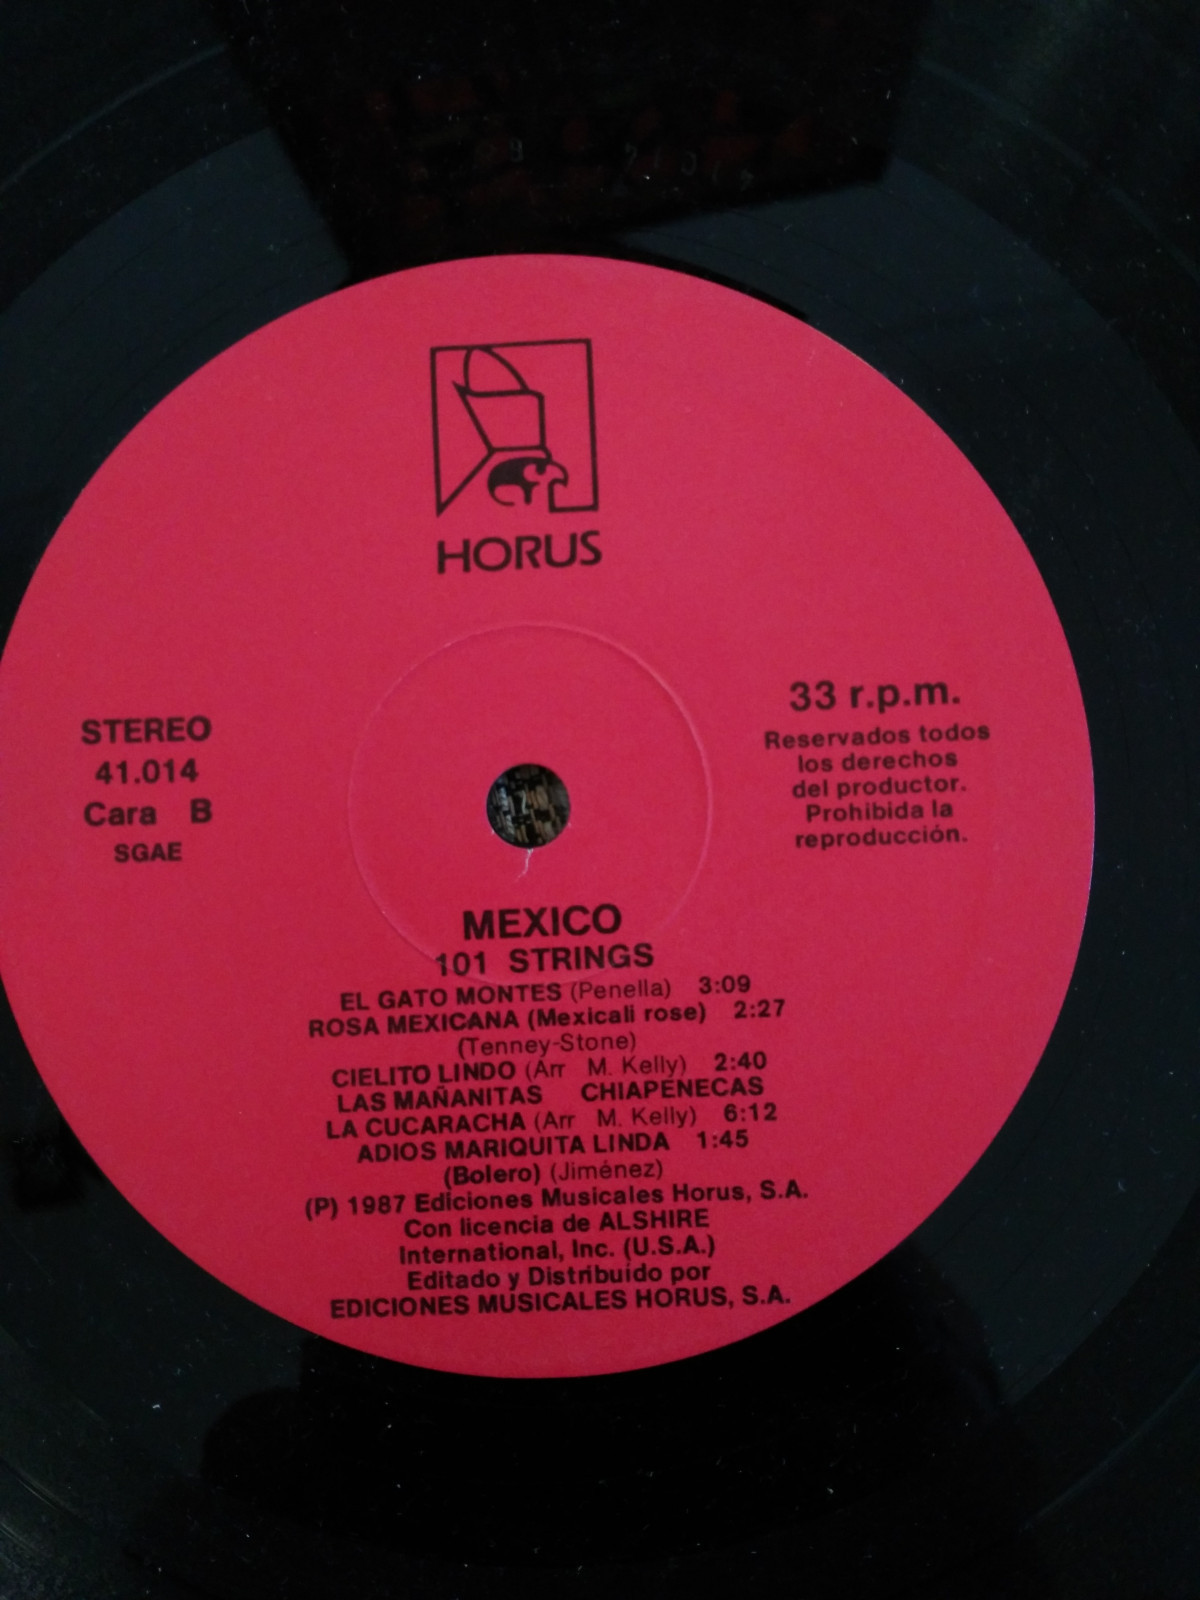 HORUS
STEREO
41.014
Cara B
SGAE
33 r.p.m.
Reservados todos
los derechos
del productor.
Prohibida la
reproducción.
MEXICO
101 STRINGS
EL GATO MONTES (Penella) 3:09
ROSA MEXICANA (Mexicali rose) 2:27
(Tenney-Stone)
CIELITO LINDO (Arr M. Kelly) 2:40
LAS MAÑANITAS CHIAPENECAS
LA CUCARACHA (Arr M. Kelly) 6:12
ADIOS MARIQUITA LINDA 1:45
(Bolero) (Jiménez)
(P) 1987 Ediciones Musicales Horus, S.A.
Con licencia de ALSHIRE
International, Inc. (U.S.A.)
Editado y Distribuido por
EDICIONES MUSICALES HORUS, S.A.